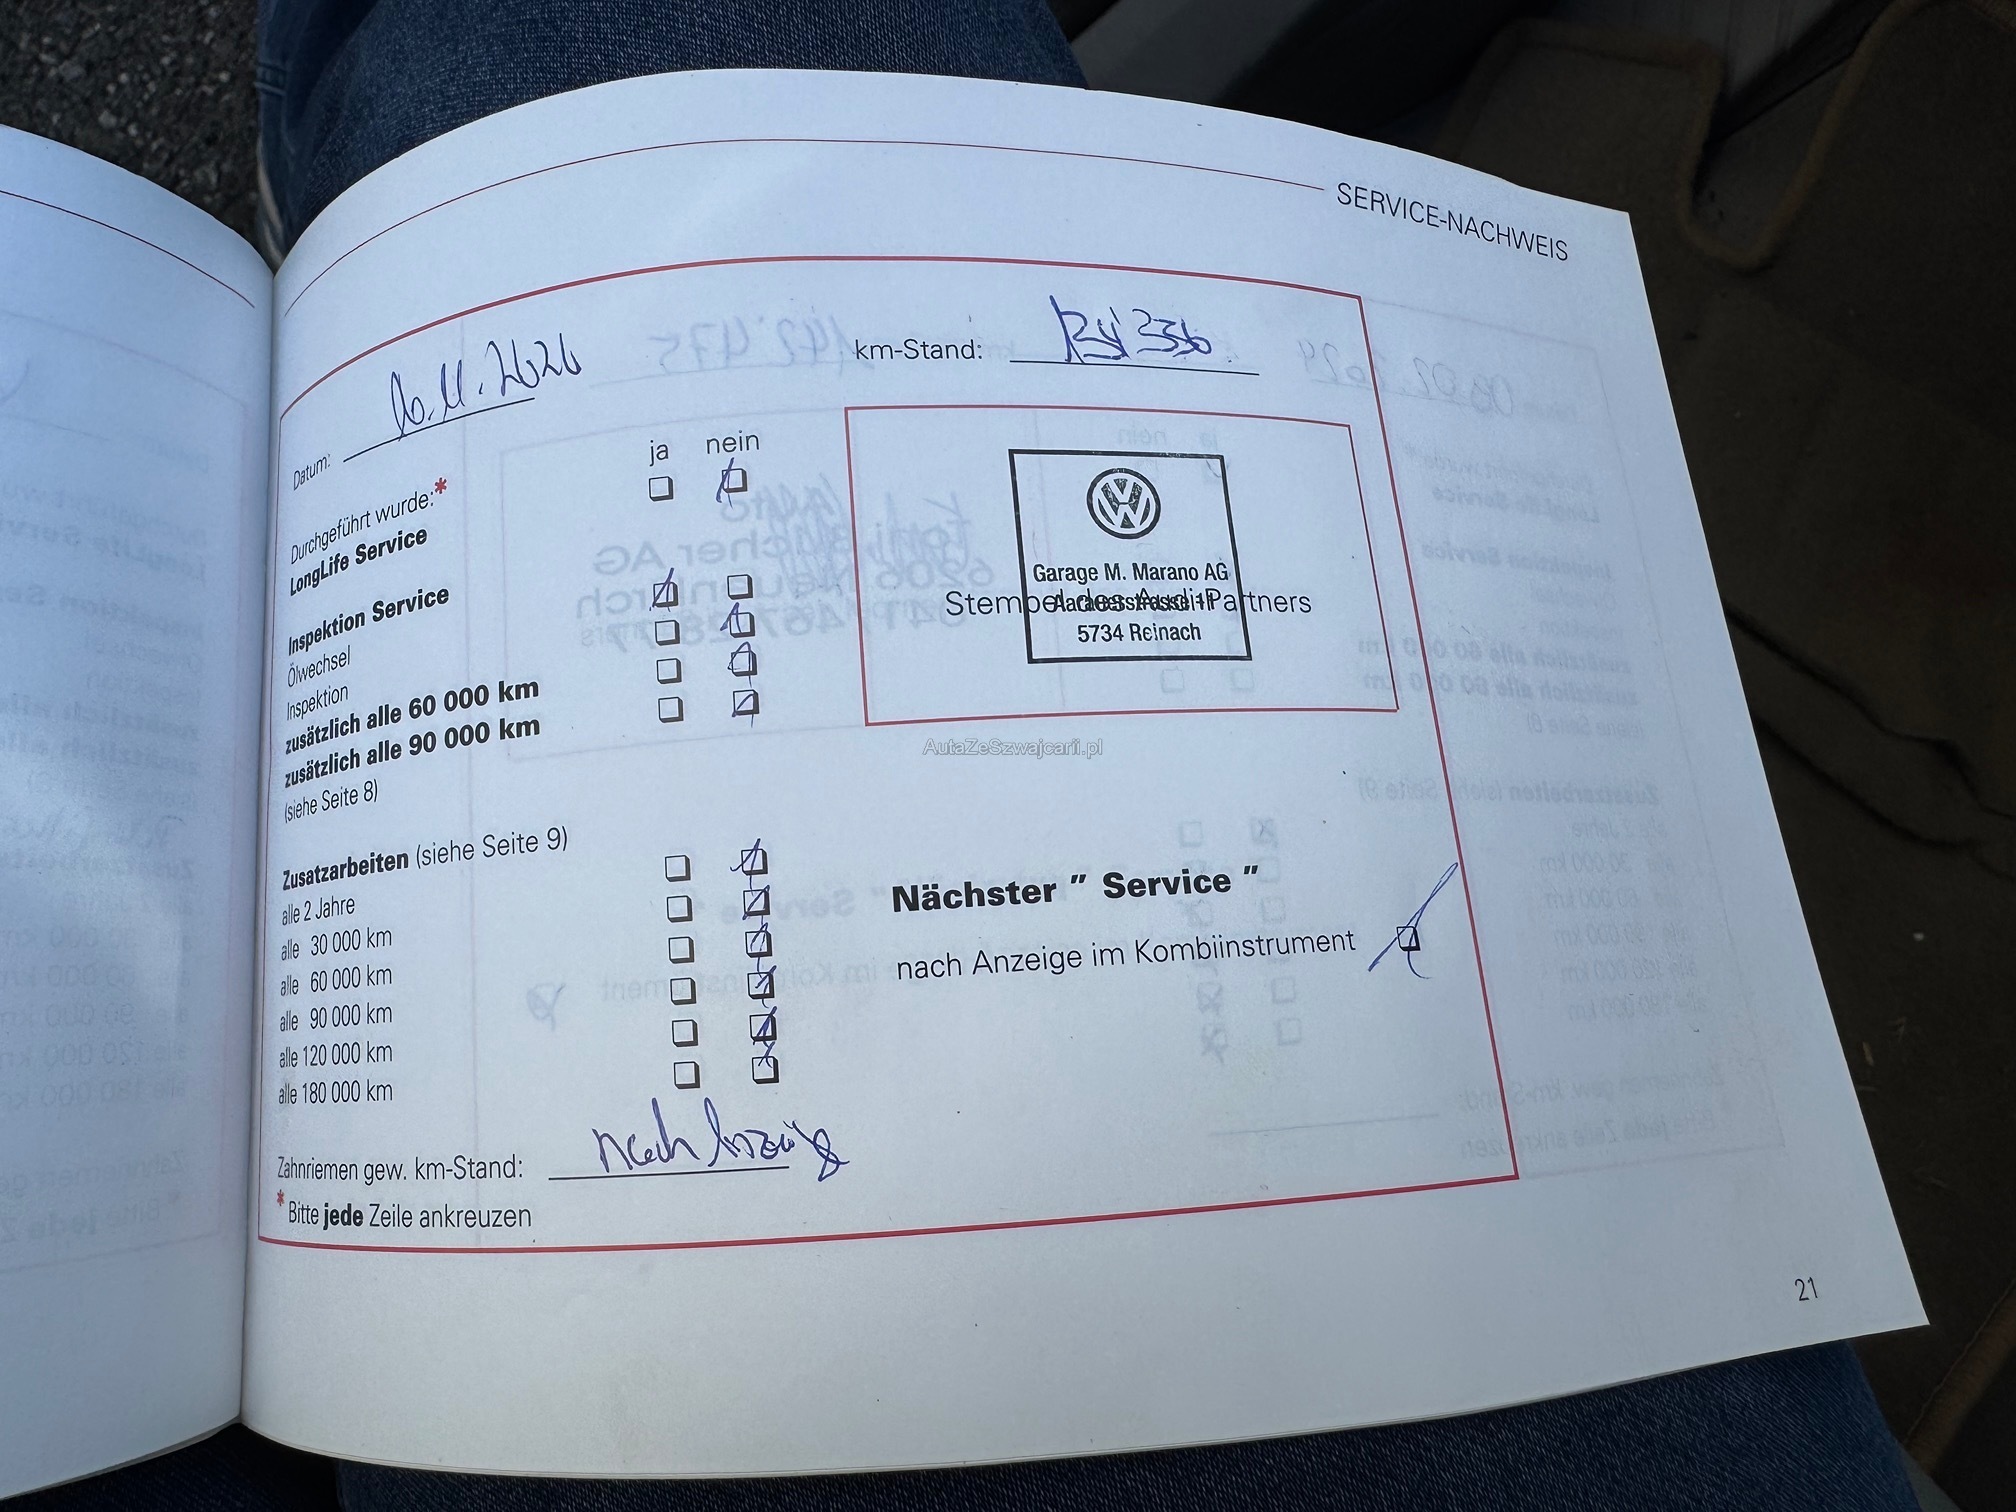 SERVICE-NACHWEIS
km-Stand:
Datum:
ja nein
Durchgeführt wurde:*
LongLife Service
Inspektion Service
Ölwechsel
Inspektion
zusätzlich alle 60 000 km
zusätzlich alle 90 000 km
(siehe Seite 8)
Garage M. Marano AG
Stempel des Audi-Partners
5734 Reinach
AutaZeSzwajcarii.pl
Zusatzarbeiten (siehe Seite 9)
alle 2 Jahre
alle 30 000 km
alle 60 000 km
alle 90 000 km
alle 120 000 km
alle 180 000 km
Nächster " Service "
nach Anzeige im Kombiinstrument
Zahnriemen gew. km-Stand: nach Anzeige
* Bitte jede Zeile ankreuzen
21